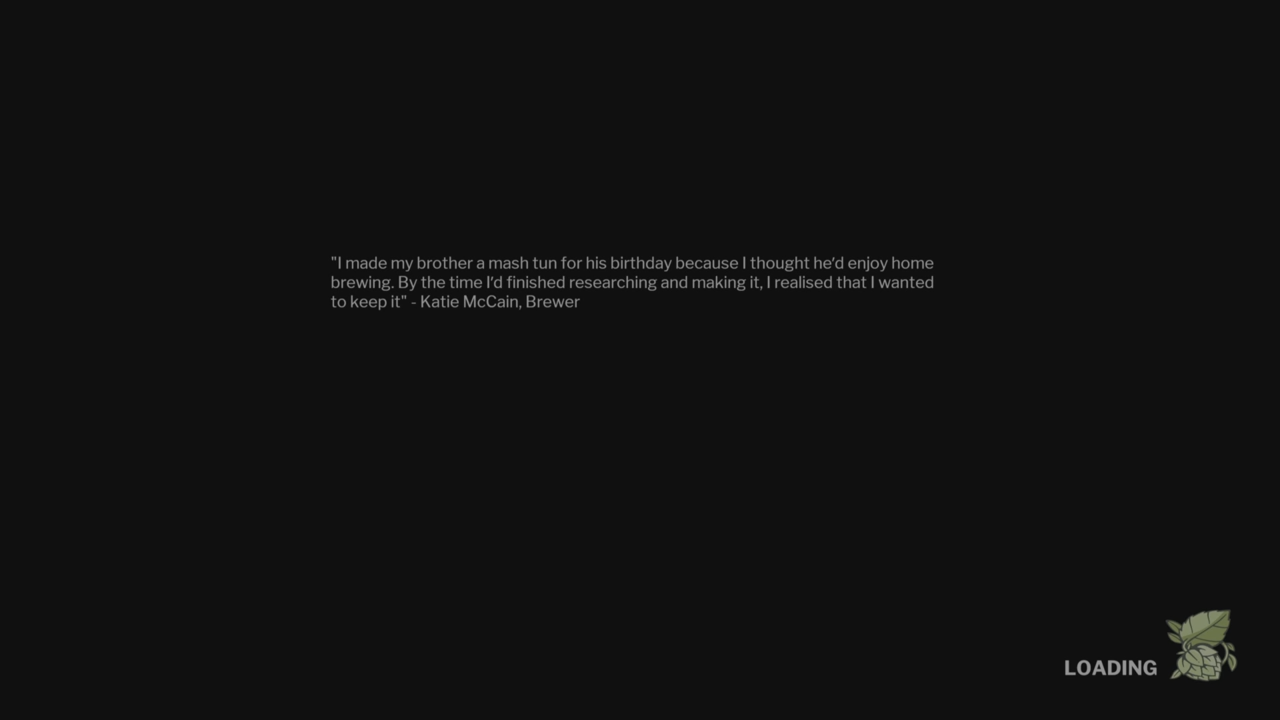 "I made my brother a mash tun for his birthday because I thought he'd enjoy home
brewing. By the time I'd finished researching and making it, I realised that I wanted
to keep it" - Katie McCain, Brewer
LOADING